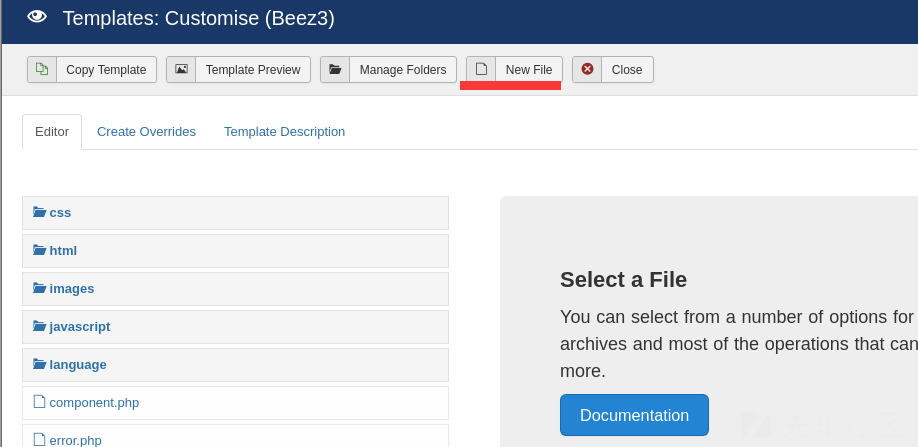 Templates: Customise (Beez3)
Copy Template
Template Preview
Manage Folders
New File
Close
Editor
Create Overrides
Template Description
css
html
images
javascript
language
component.php
error.php
Select a File
You can select from a number of options for
archives and most of the operations that can
more.
Documentation